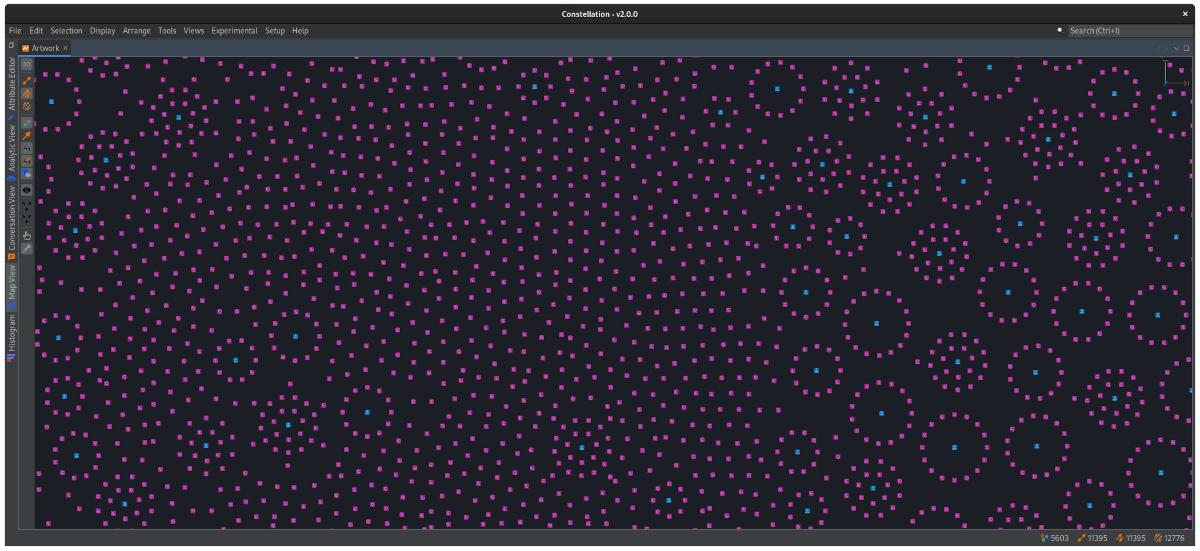 Constellation - v2.0.0
File Edit Selection Display Arrange Tools Views Experimental Setup Help
Search (Ctrl+I)
Artwork
Attribute Editor
Analytic View
Conversation View
Map View
Histogram
3D
5603 11395 11395 12776